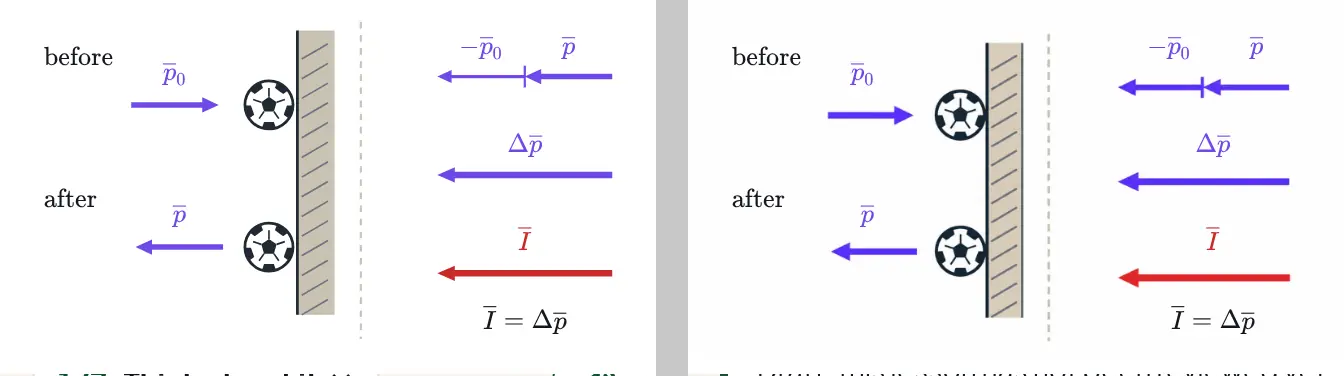 before
p̅₀
−p̅₀ p̅
Δp̅
after
p̅
I̅
I̅ = Δp̅
before
p̅₀
−p̅₀ p̅
Δp̅
after
p̅
I̅
I̅ = Δp̅